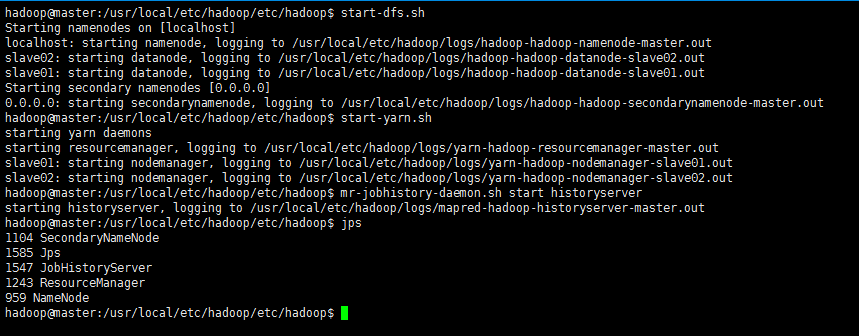 hadoop@master:/usr/local/etc/hadoop/etc/hadoop$ start-dfs.sh
Starting namenodes on [localhost]
localhost: starting namenode, logging to /usr/local/etc/hadoop/logs/hadoop-hadoop-namenode-master.out
slave02: starting datanode, logging to /usr/local/etc/hadoop/logs/hadoop-hadoop-datanode-slave02.out
slave01: starting datanode, logging to /usr/local/etc/hadoop/logs/hadoop-hadoop-datanode-slave01.out
Starting secondary namenodes [0.0.0.0]
0.0.0.0: starting secondarynamenode, logging to /usr/local/etc/hadoop/logs/hadoop-hadoop-secondarynamenode-master.out
hadoop@master:/usr/local/etc/hadoop/etc/hadoop$ start-yarn.sh
starting yarn daemons
starting resourcemanager, logging to /usr/local/etc/hadoop/logs/yarn-hadoop-resourcemanager-master.out
slave01: starting nodemanager, logging to /usr/local/etc/hadoop/logs/yarn-hadoop-nodemanager-slave01.out
slave02: starting nodemanager, logging to /usr/local/etc/hadoop/logs/yarn-hadoop-nodemanager-slave02.out
hadoop@master:/usr/local/etc/hadoop/etc/hadoop$ mr-jobhistory-daemon.sh start historyserver
starting historyserver, logging to /usr/local/etc/hadoop/logs/mapred-hadoop-historyserver-master.out
hadoop@master:/usr/local/etc/hadoop/etc/hadoop$ jps
1104 SecondaryNameNode
1585 Jps
1547 JobHistoryServer
1243 ResourceManager
959 NameNode
hadoop@master:/usr/local/etc/hadoop/etc/hadoop$